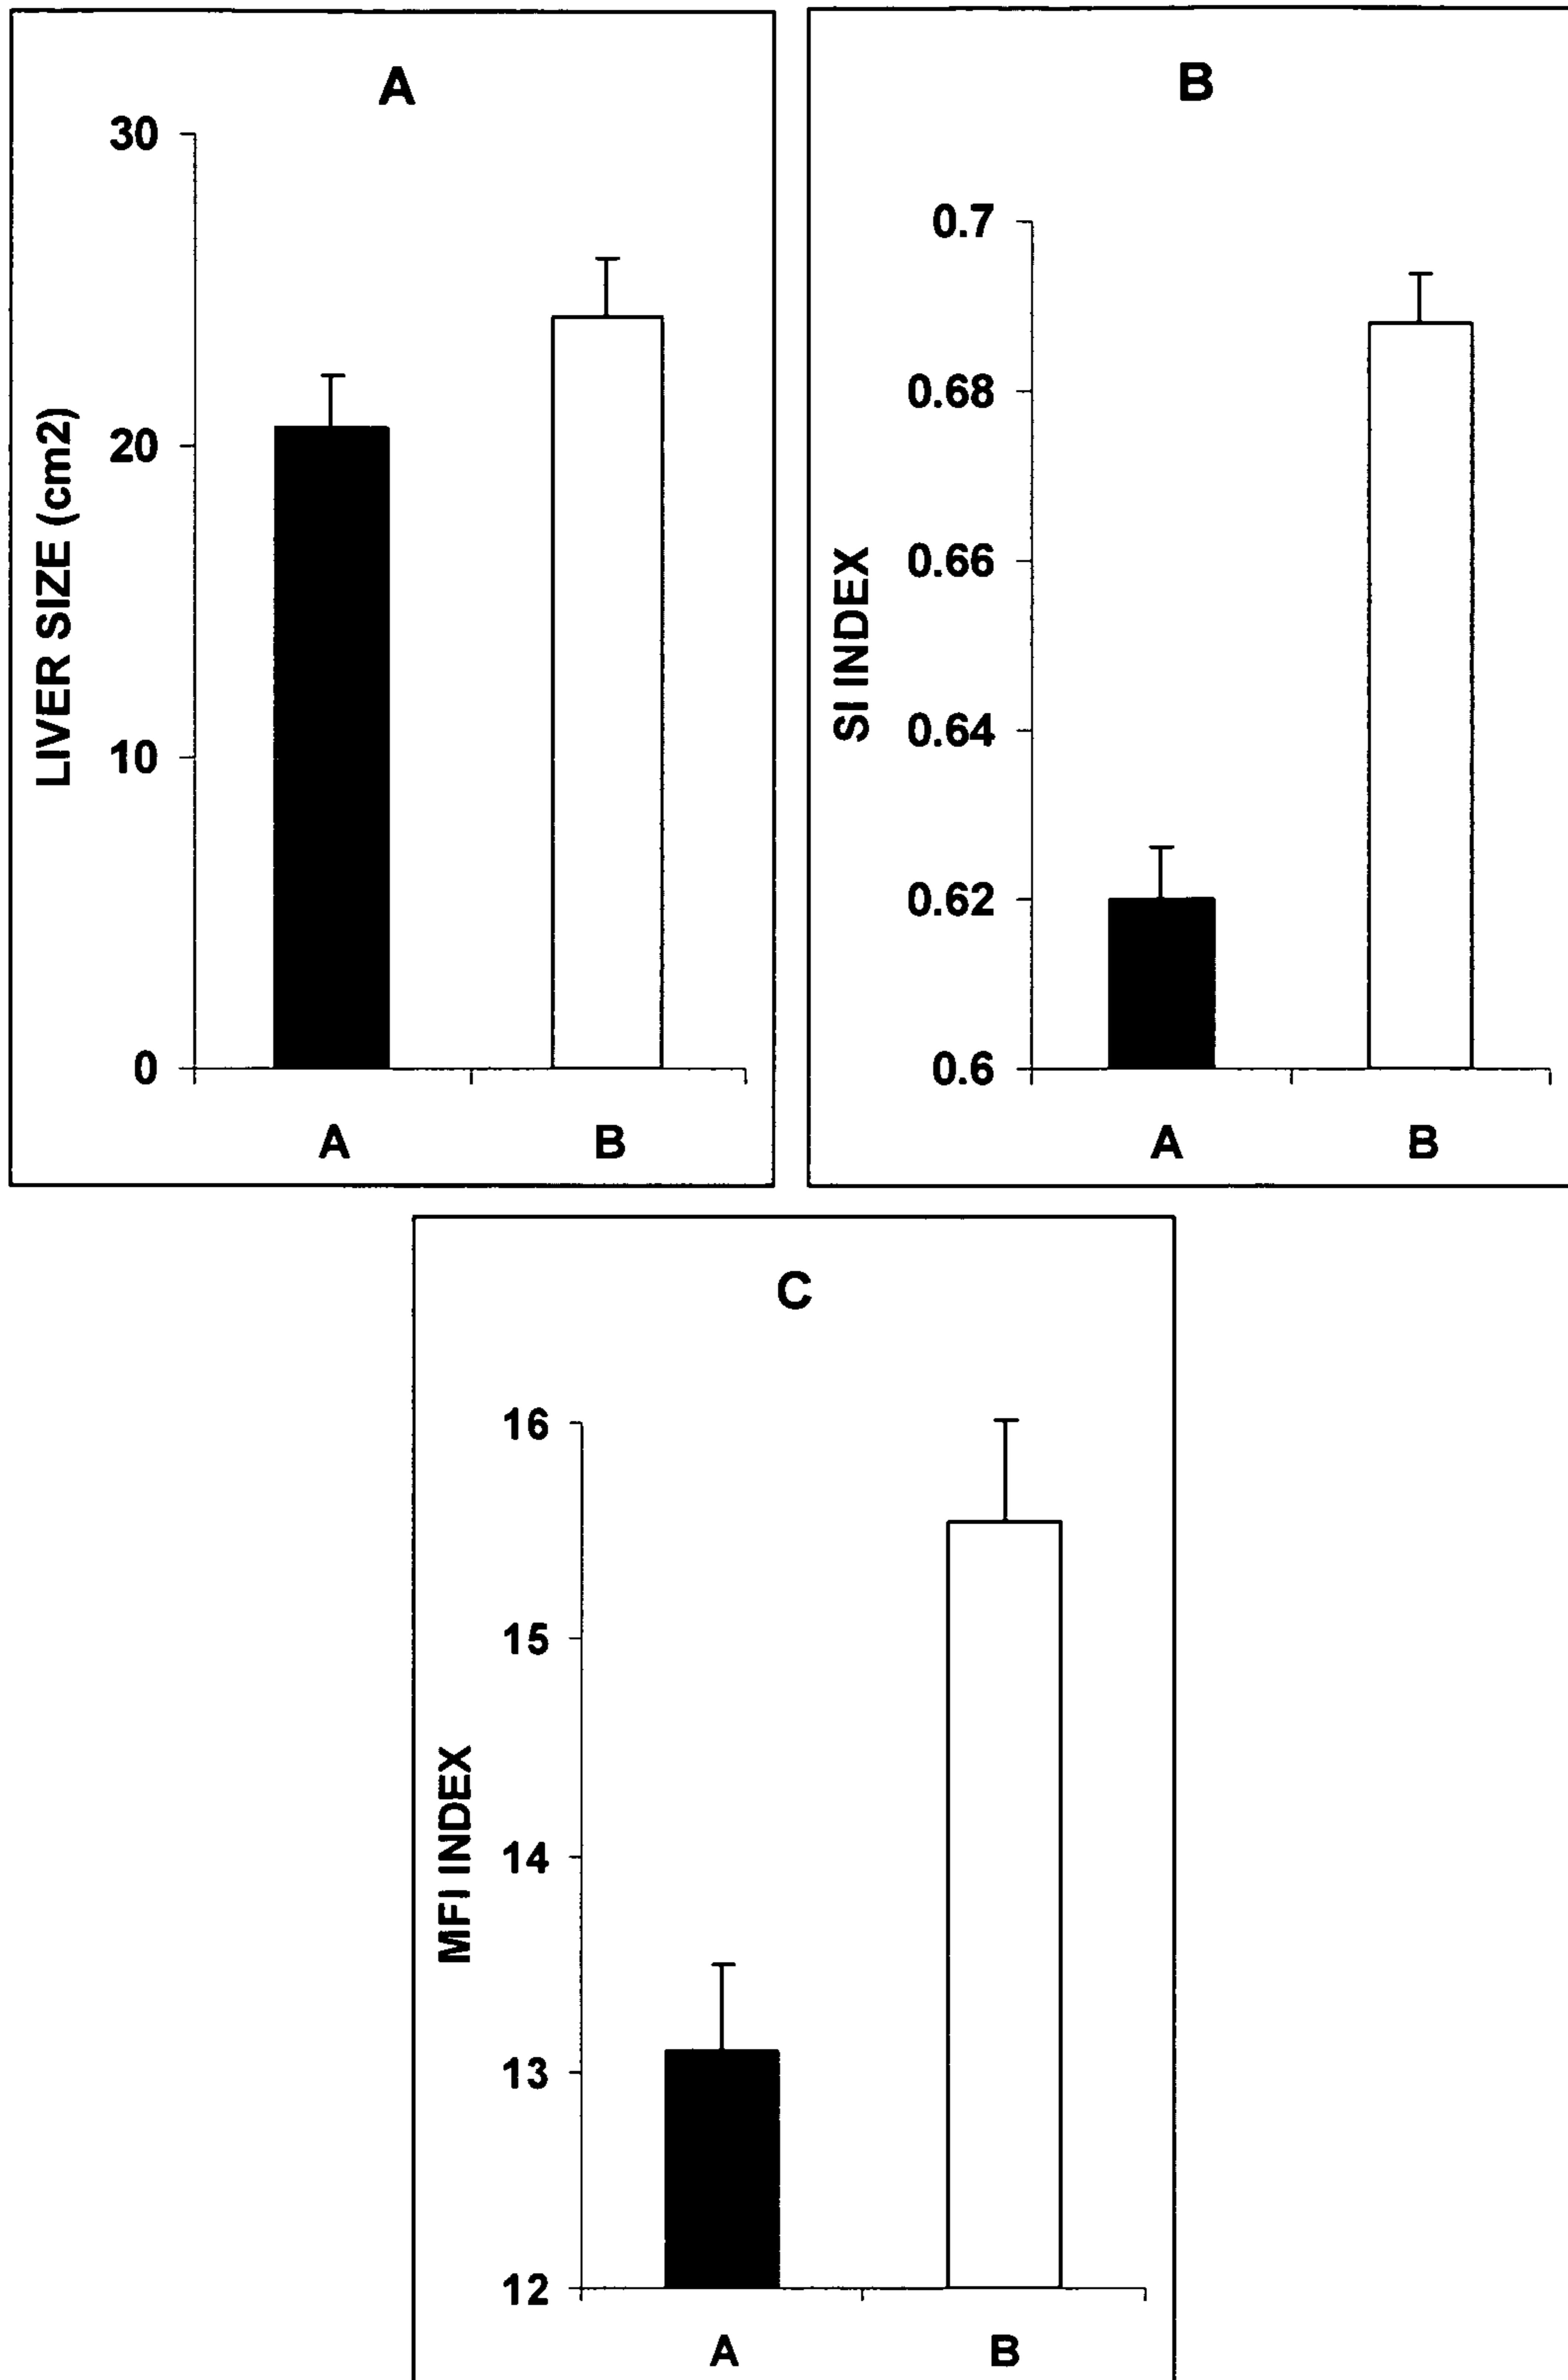 A
30
20
10
0
LIVER SIZE (cm2)
A B
B
0.7
0.68
0.66
0.64
0.62
0.6
SI INDEX
A B
C
16
15
14
13
12
MFI INDEX
A B